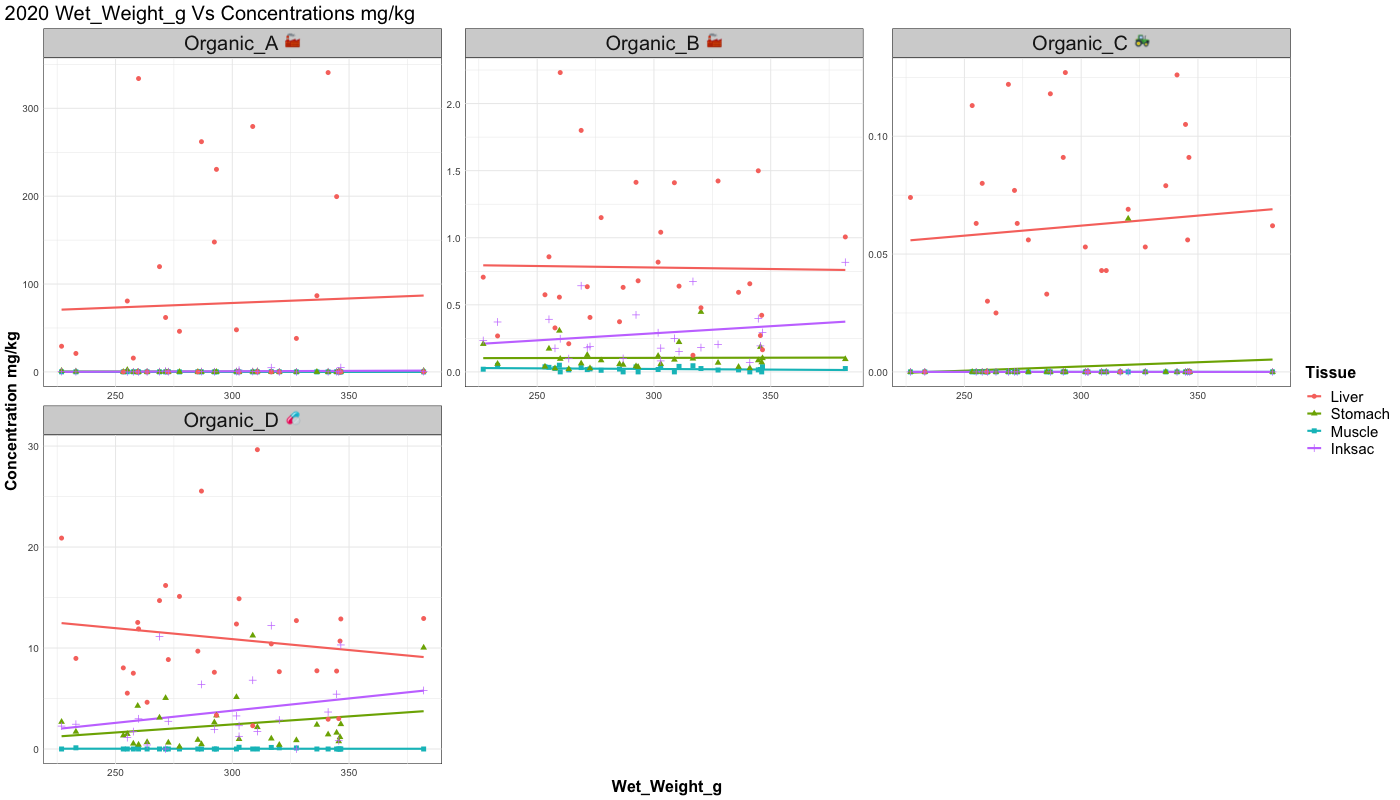 2020 Wet_Weight_g Vs Concentrations mg/kg
Organic_A 🏭
Organic_B 🏭
Organic_C 🚜
300
200
100
0
250 300 350
2.0
1.5
1.0
0.5
0.0
250 300 350
0.10
0.05
0.00
250 300 350
Organic_D 💊
30
20
10
0
250 300 350
Concentration mg/kg
Wet_Weight_g
Tissue
Liver
Stomach
Muscle
Inksac